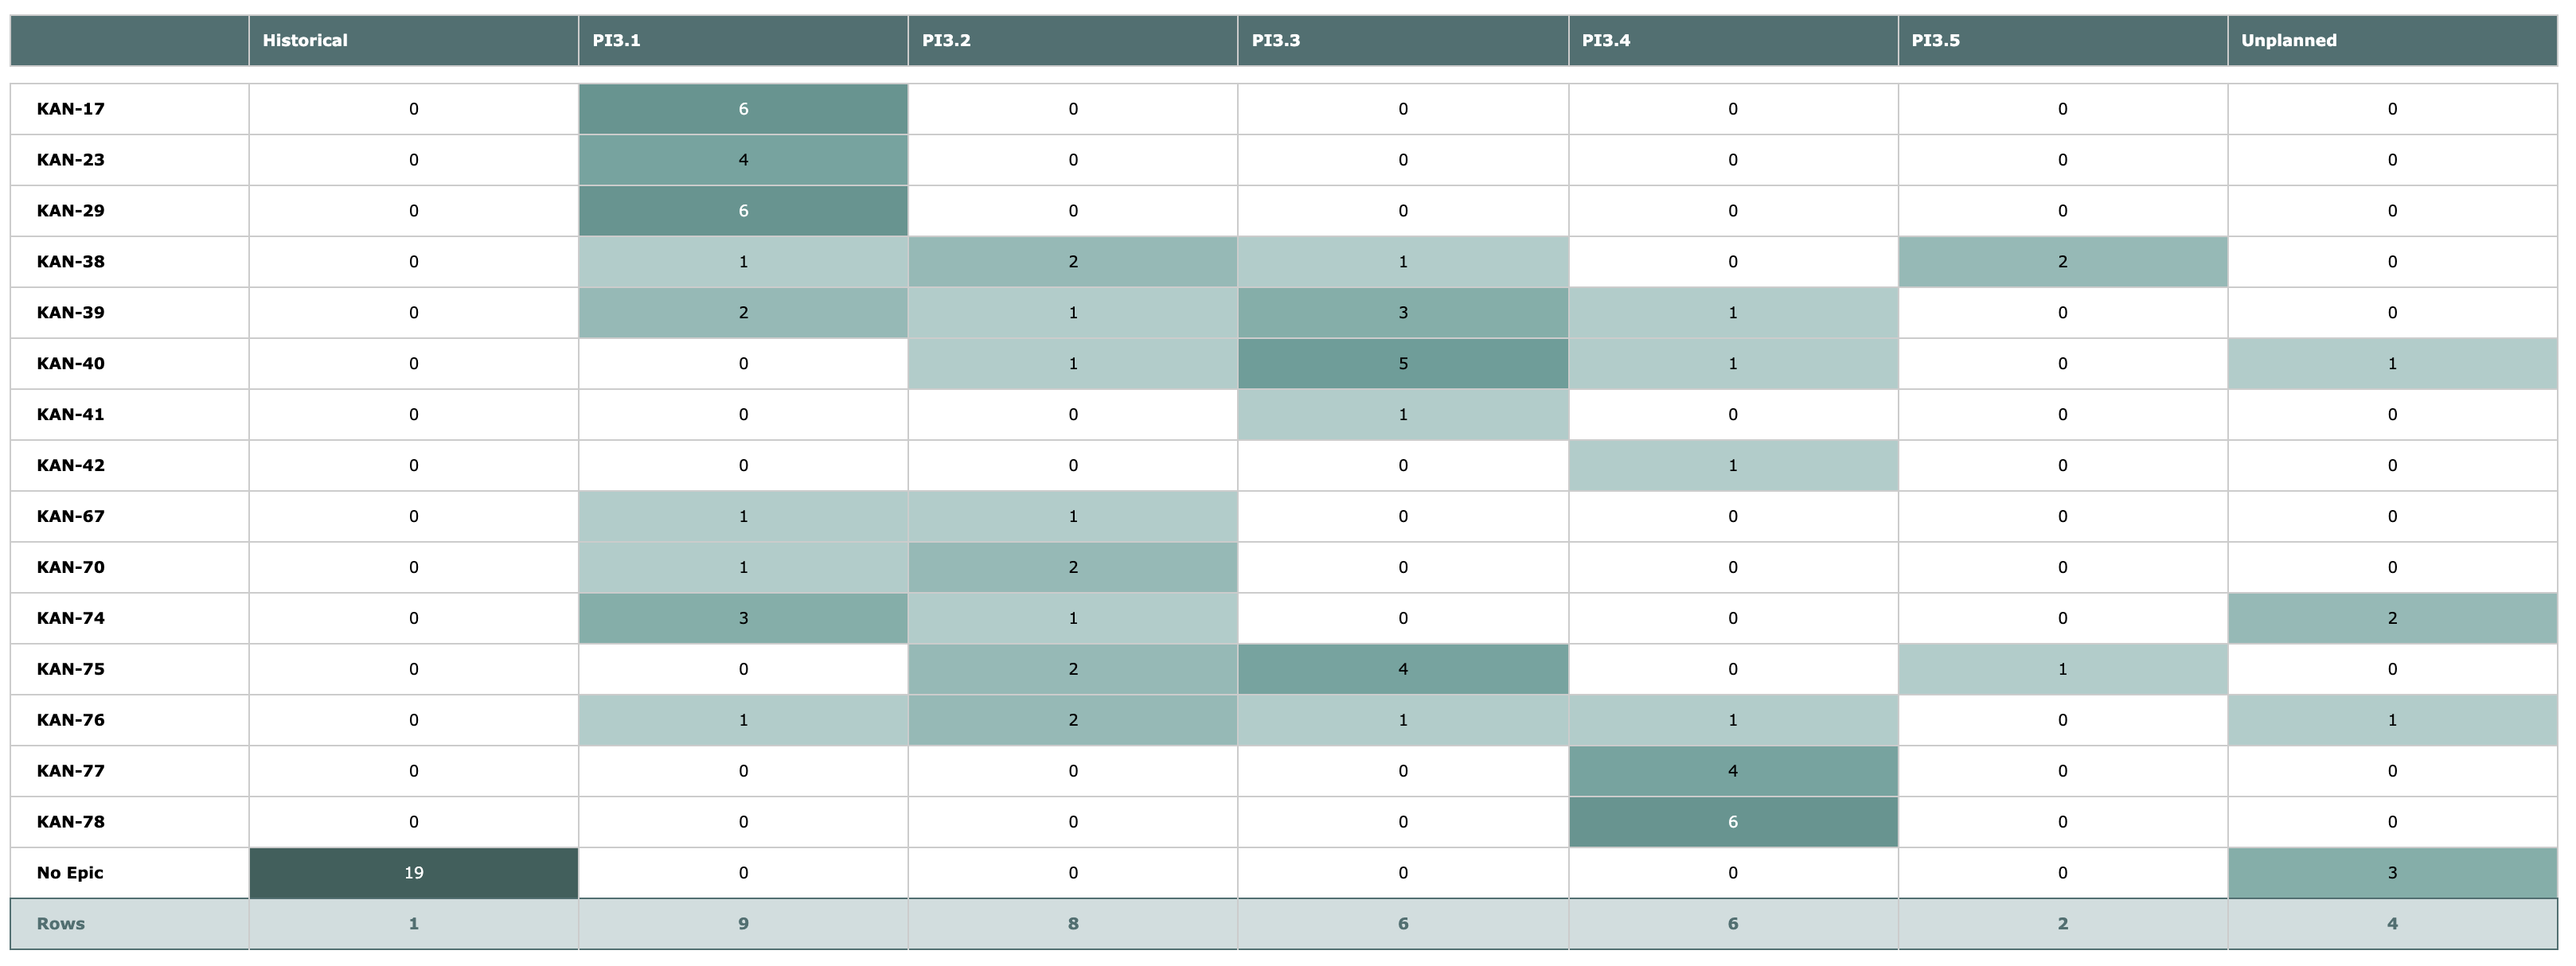 Historical PI3.1 PI3.2 PI3.3 PI3.4 PI3.5 Unplanned
KAN-17 0 6 0 0 0 0 0
KAN-23 0 4 0 0 0 0 0
KAN-29 0 6 0 0 0 0 0
KAN-38 0 1 2 1 0 2 0
KAN-39 0 2 1 3 1 0 0
KAN-40 0 0 1 5 1 0 1
KAN-41 0 0 0 1 0 0 0
KAN-42 0 0 0 0 1 0 0
KAN-67 0 1 1 0 0 0 0
KAN-70 0 1 2 0 0 0 0
KAN-74 0 3 1 0 0 0 2
KAN-75 0 0 2 4 0 1 0
KAN-76 0 1 2 1 1 0 1
KAN-77 0 0 0 0 4 0 0
KAN-78 0 0 0 0 6 0 0
No Epic 19 0 0 0 0 0 3
Rows 1 9 8 6 6 2 4